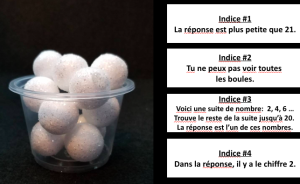 Indice #1
La réponse est plus petite que 21.
Indice #2
Tu ne peux pas voir toutes
les boules.
Indice #3
Voici une suite de nombre: 2, 4, 6 …
Trouve le reste de la suite jusqu'à 20.
La réponse est l'un de ces nombres.
Indice #4
Dans la réponse, il y a le chiffre 2.